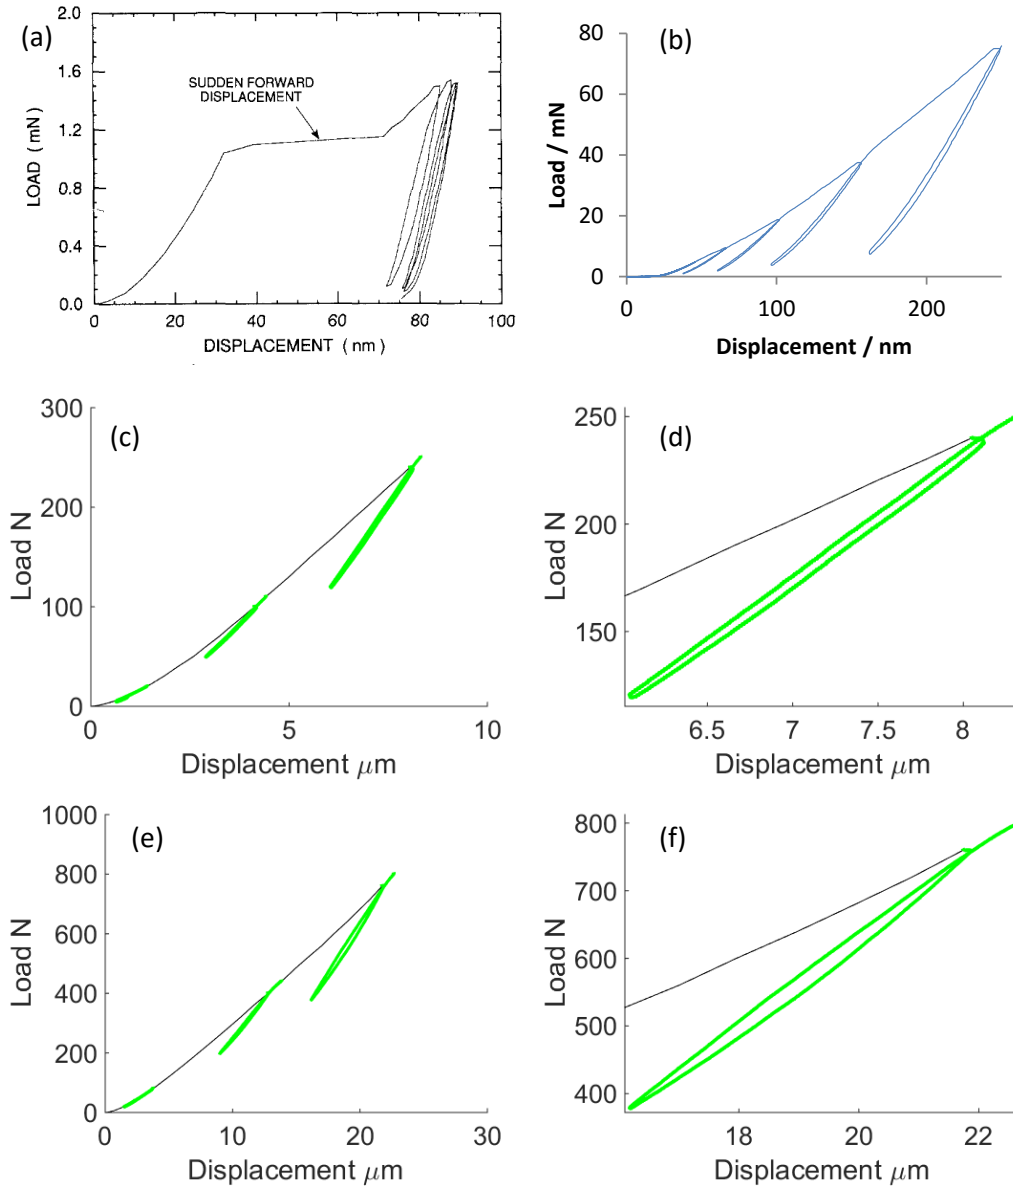 (a)
2.0
1.6
1.2
0.8
0.4
0.0
LOAD ( mN )
SUDDEN FORWARD
DISPLACEMENT
0 20 40 60 80 100
DISPLACEMENT ( nm )
(b)
80
60
40
20
0
Load / mN
0 100 200
Displacement / nm
(c)
300
200
100
0
Load N
0 5 10
Displacement μm
(d)
250
200
150
Load N
6.5 7 7.5 8
Displacement μm
(e)
1000
800
600
400
200
0
Load N
0 10 20 30
Displacement μm
(f)
800
700
600
500
400
Load N
18 20 22
Displacement μm